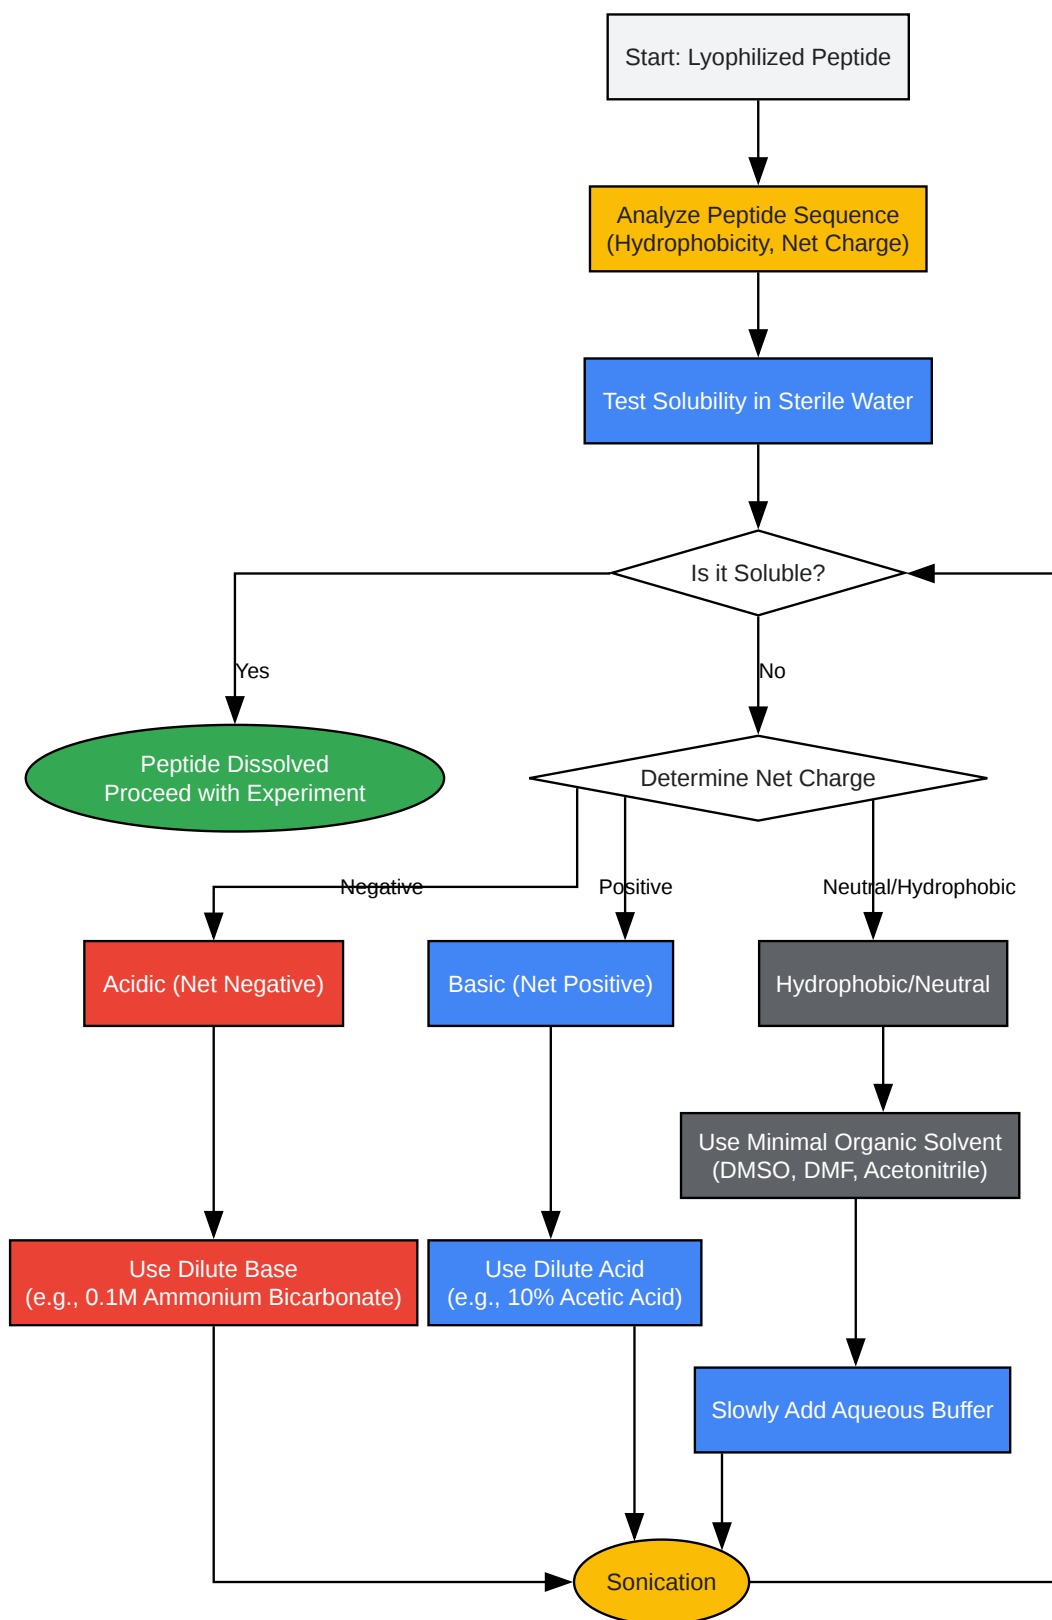 Start: Lyophilized Peptide
Analyze Peptide Sequence
(Hydrophobicity, Net Charge)
Test Solubility in Sterile Water
Is it Soluble?
Yes
No
Peptide Dissolved
Proceed with Experiment
Determine Net Charge
Negative
Positive
Neutral/Hydrophobic
Acidic (Net Negative)
Basic (Net Positive)
Hydrophobic/Neutral
Use Minimal Organic Solvent
(DMSO, DMF, Acetonitrile)
Use Dilute Base
(e.g., 0.1M Ammonium Bicarbonate)
Use Dilute Acid
(e.g., 10% Acetic Acid)
Slowly Add Aqueous Buffer
Sonication